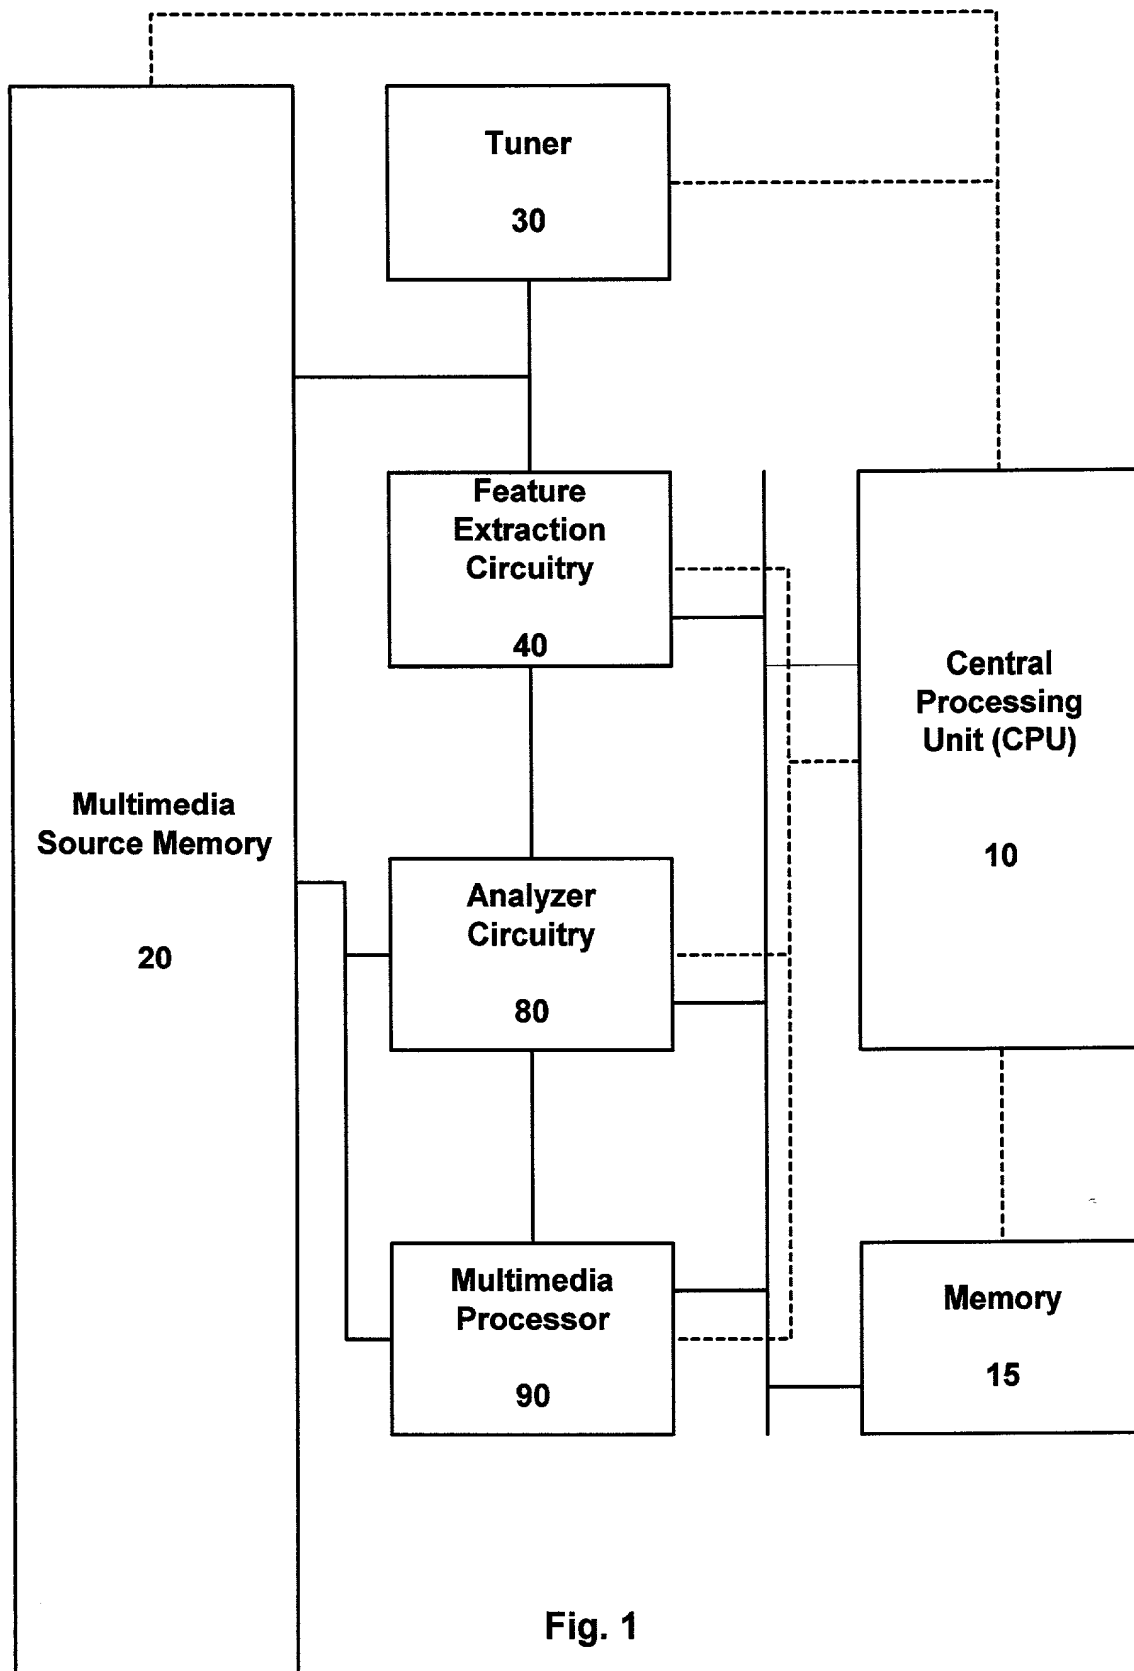 Tuner
30
Feature
Extraction
Circuitry
40
Central
Processing
Unit (CPU)
10
Multimedia
Source Memory
20
Analyzer
Circuitry
80
Multimedia
Processor
90
Memory
15
Fig. 1